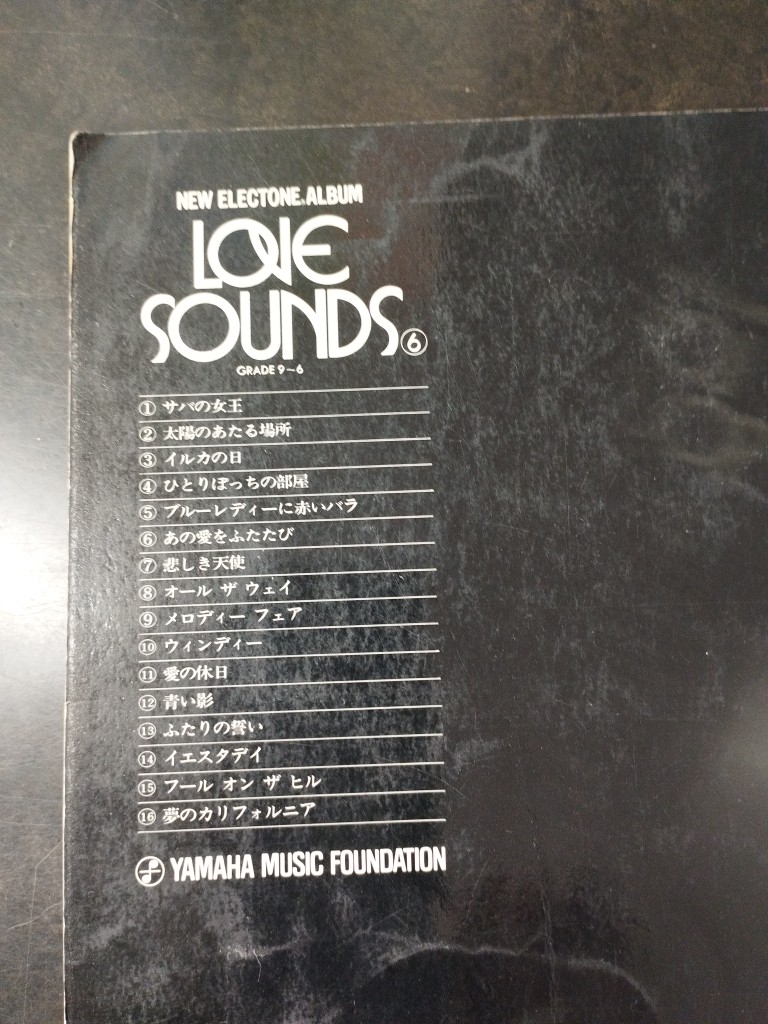 NEW ELECTONE ALBUM
LOVE
SOUNDS ⑥
GRADE 9~6
① サバの女王
② 太陽のあたる場所
③ イルカの日
④ ひとりぼっちの部屋
⑤ ブルーレディーに赤いバラ
⑥ あの愛をふたたび
⑦ 悲しき天使
⑧ オール ザ ウェイ
⑨ メロディー フェア
⑩ ウィンディー
⑪ 愛の休日
⑫ 青い影
⑬ ふたりの誓い
⑭ イエスタデイ
⑮ フール オン ザ ヒル
⑯ 夢のカリフォルニア
YAMAHA MUSIC FOUNDATION